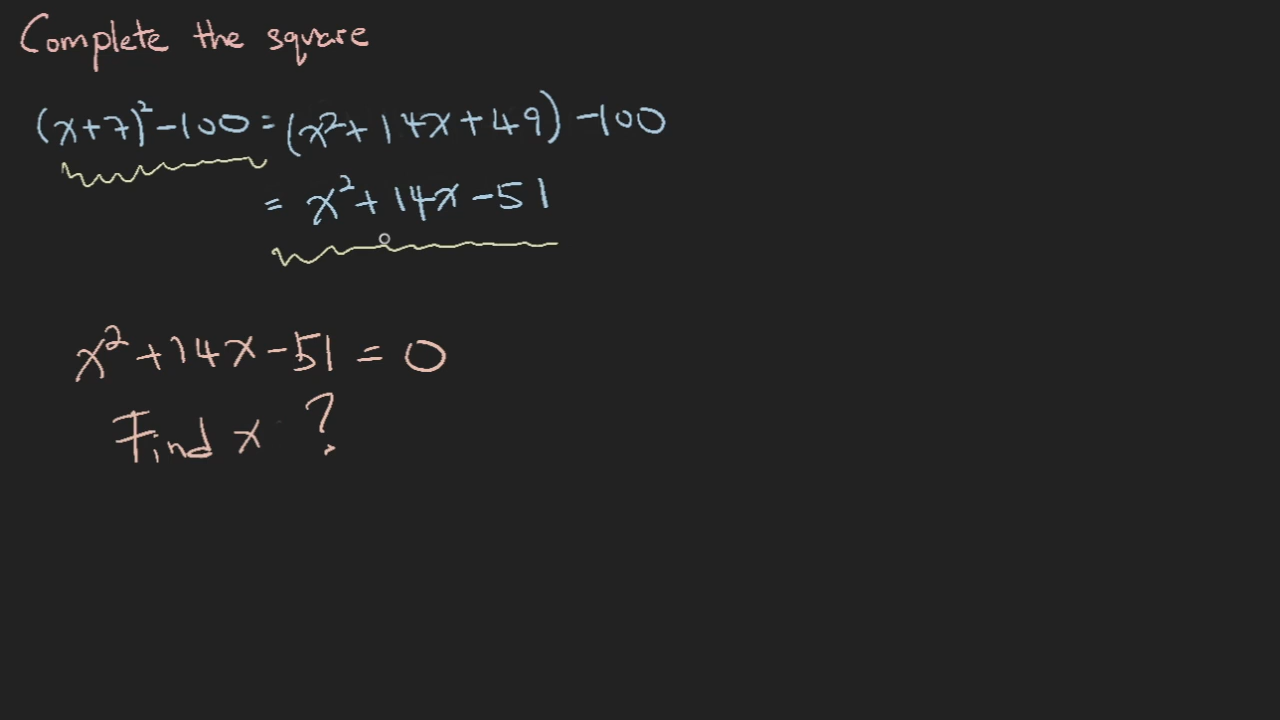 Complete the square
(x+7)²-100=(x²+14x+49)-100
= x²+14x-51
x²+14x-51=0
Find x ?